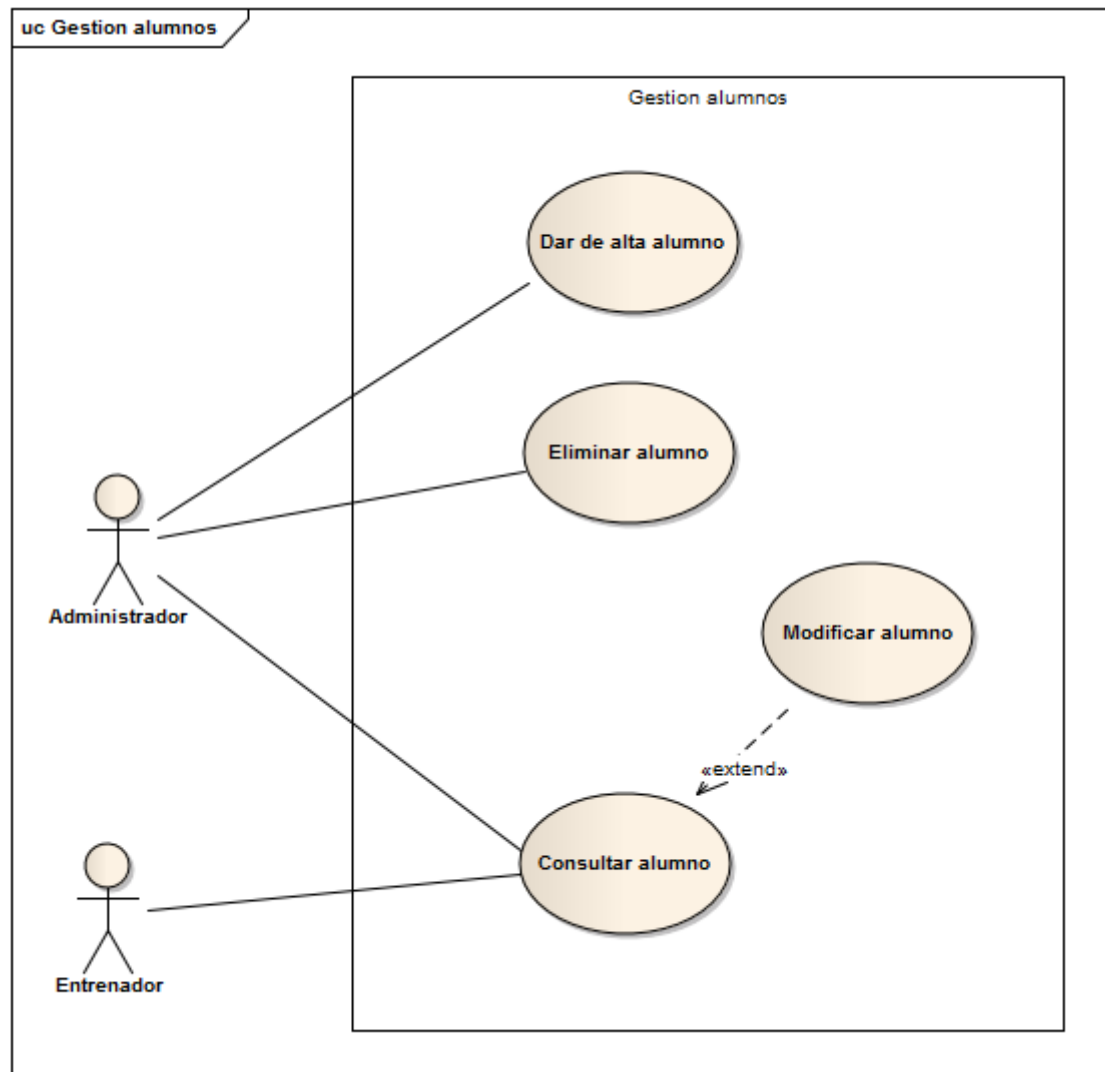 uc Gestion alumnos
Gestion alumnos
Dar de alta alumno
Eliminar alumno
Administrador
Modificar alumno
«extend»
Consultar alumno
Entrenador